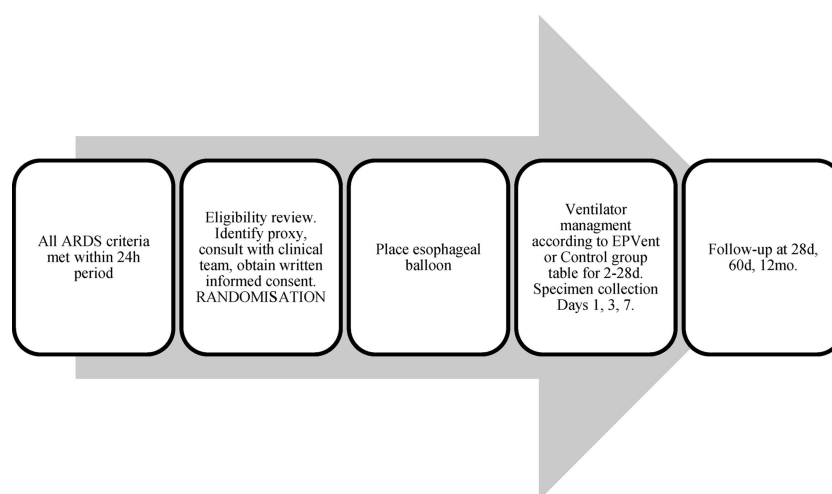 All ARDS criteria
met within 24h
period
Eligibility review.
Identify proxy,
consult with clinical
team, obtain written
informed consent.
RANDOMISATION
Place esophageal
balloon
Ventilator
managment
according to EPVent
or Control group
table for 2-28d.
Specimen collection
Days 1, 3, 7.
Follow-up at 28d,
60d, 12mo.